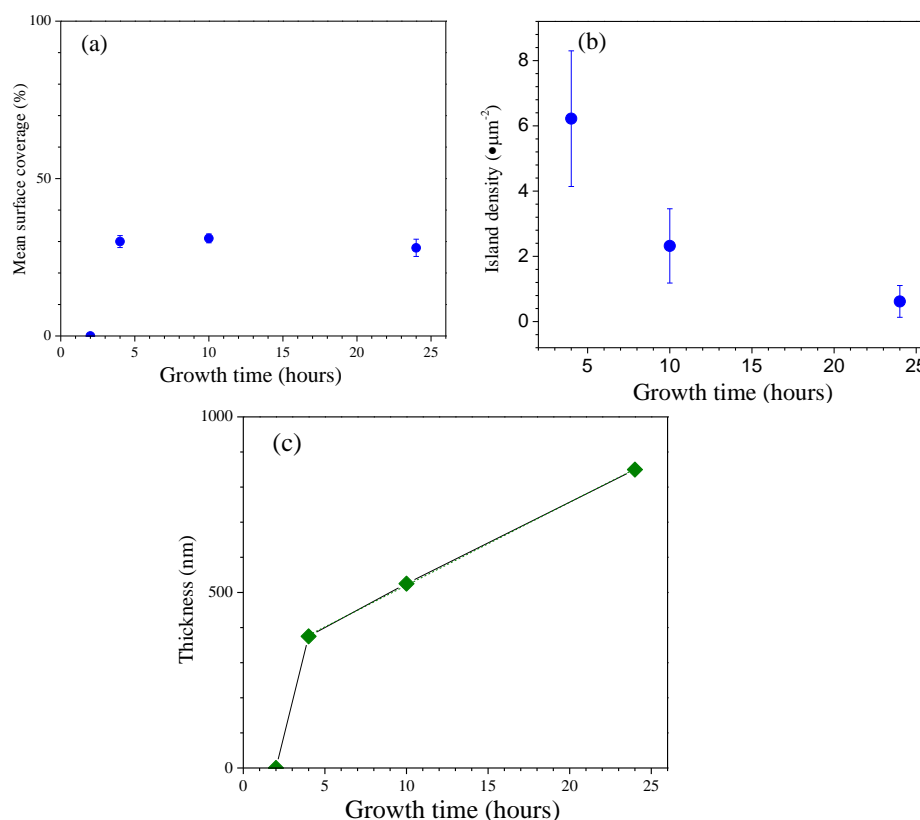 (a)
Mean surface coverage (%)
100
50
0
0 5 10 15 20 25
Growth time (hours)
(b)
Island density (●μm⁻²)
8
6
4
2
0
5 10 15 20 25
Growth time (hours)
(c)
Thickness (nm)
1000
500
0
0 5 10 15 20 25
Growth time (hours)